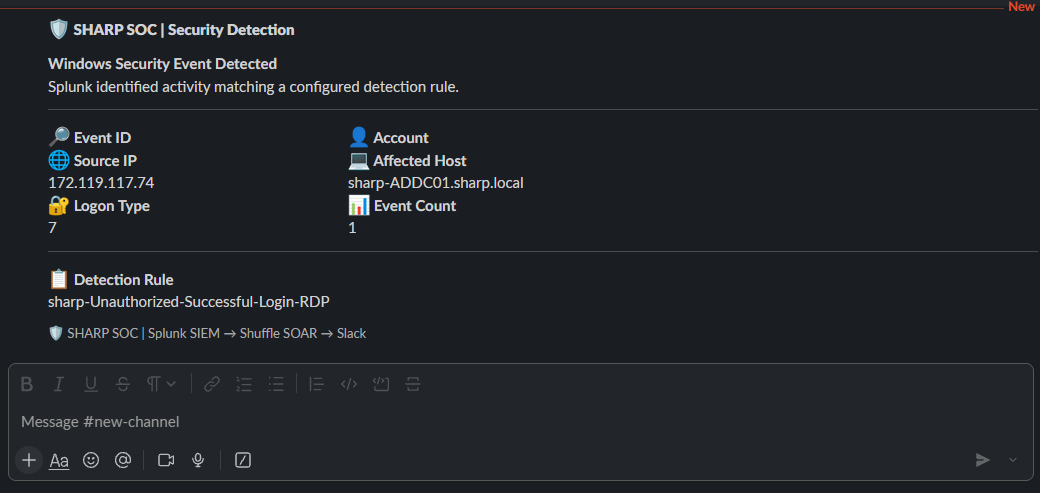 New
SHARP SOC | Security Detection
Windows Security Event Detected
Splunk identified activity matching a configured detection rule.
Event ID
Account
Source IP
Affected Host
172.119.117.74
sharp-ADDC01.sharp.local
Logon Type
Event Count
7
1
Detection Rule
sharp-Unauthorized-Successful-Login-RDP
SHARP SOC | Splunk SIEM → Shuffle SOAR → Slack
B I U S
Message #new-channel
Aa @